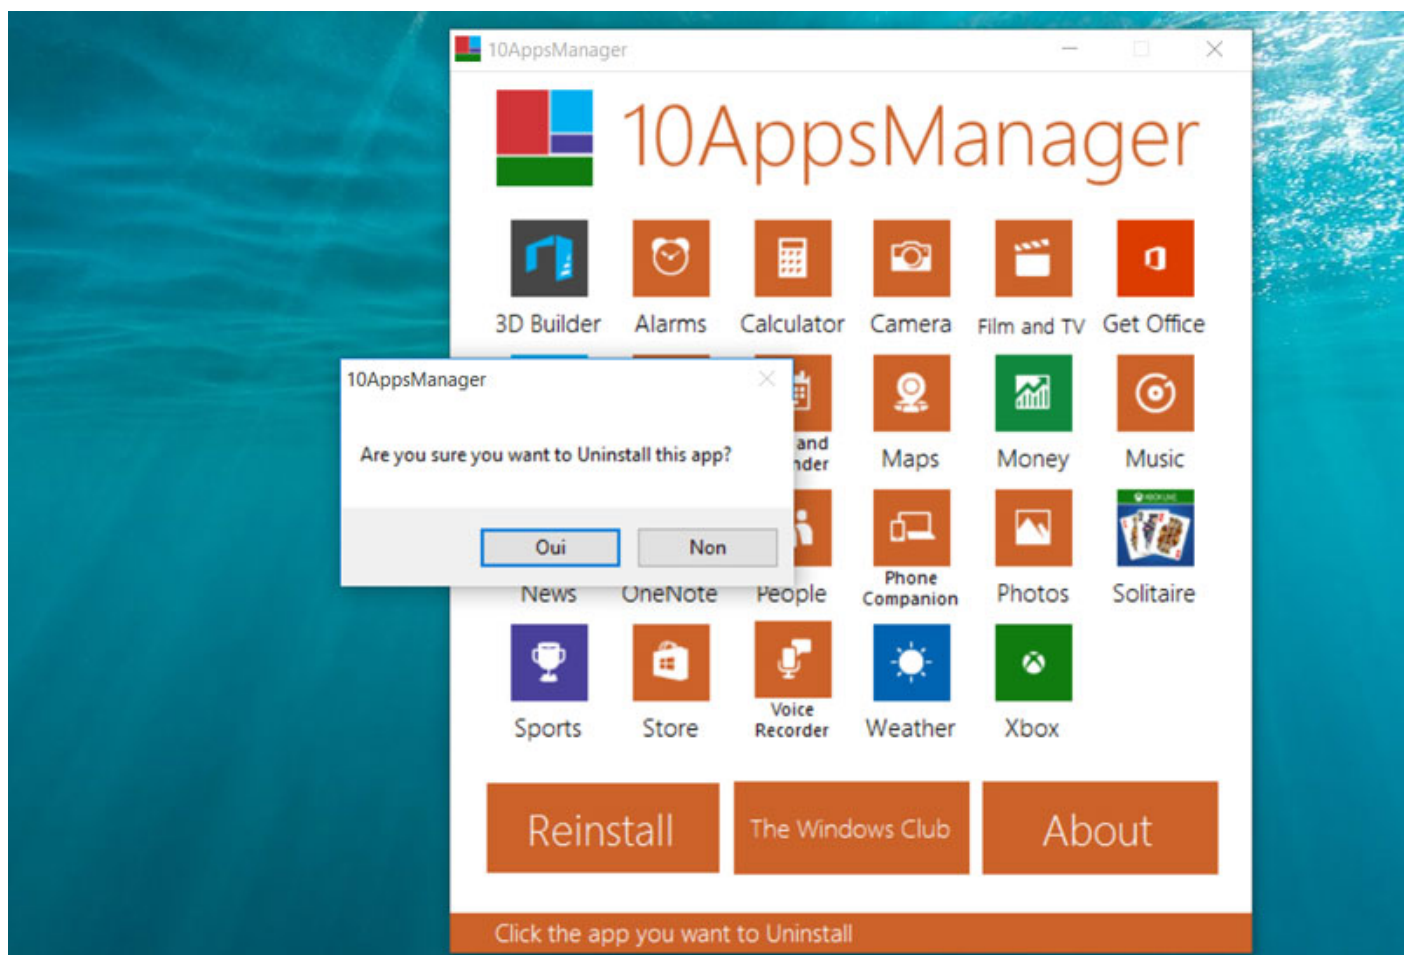 10AppsManager
10AppsManager
3D Builder Alarms Calculator Camera Film and TV Get Office
10AppsManager
Are you sure you want to Uninstall this app?
Oui Non
and
Maps Money Music
XBOX LIVE
News OneNote People Phone Companion Photos Solitaire
Sports Store Voice Recorder Weather Xbox
Reinstall The Windows Club About
Click the app you want to Uninstall